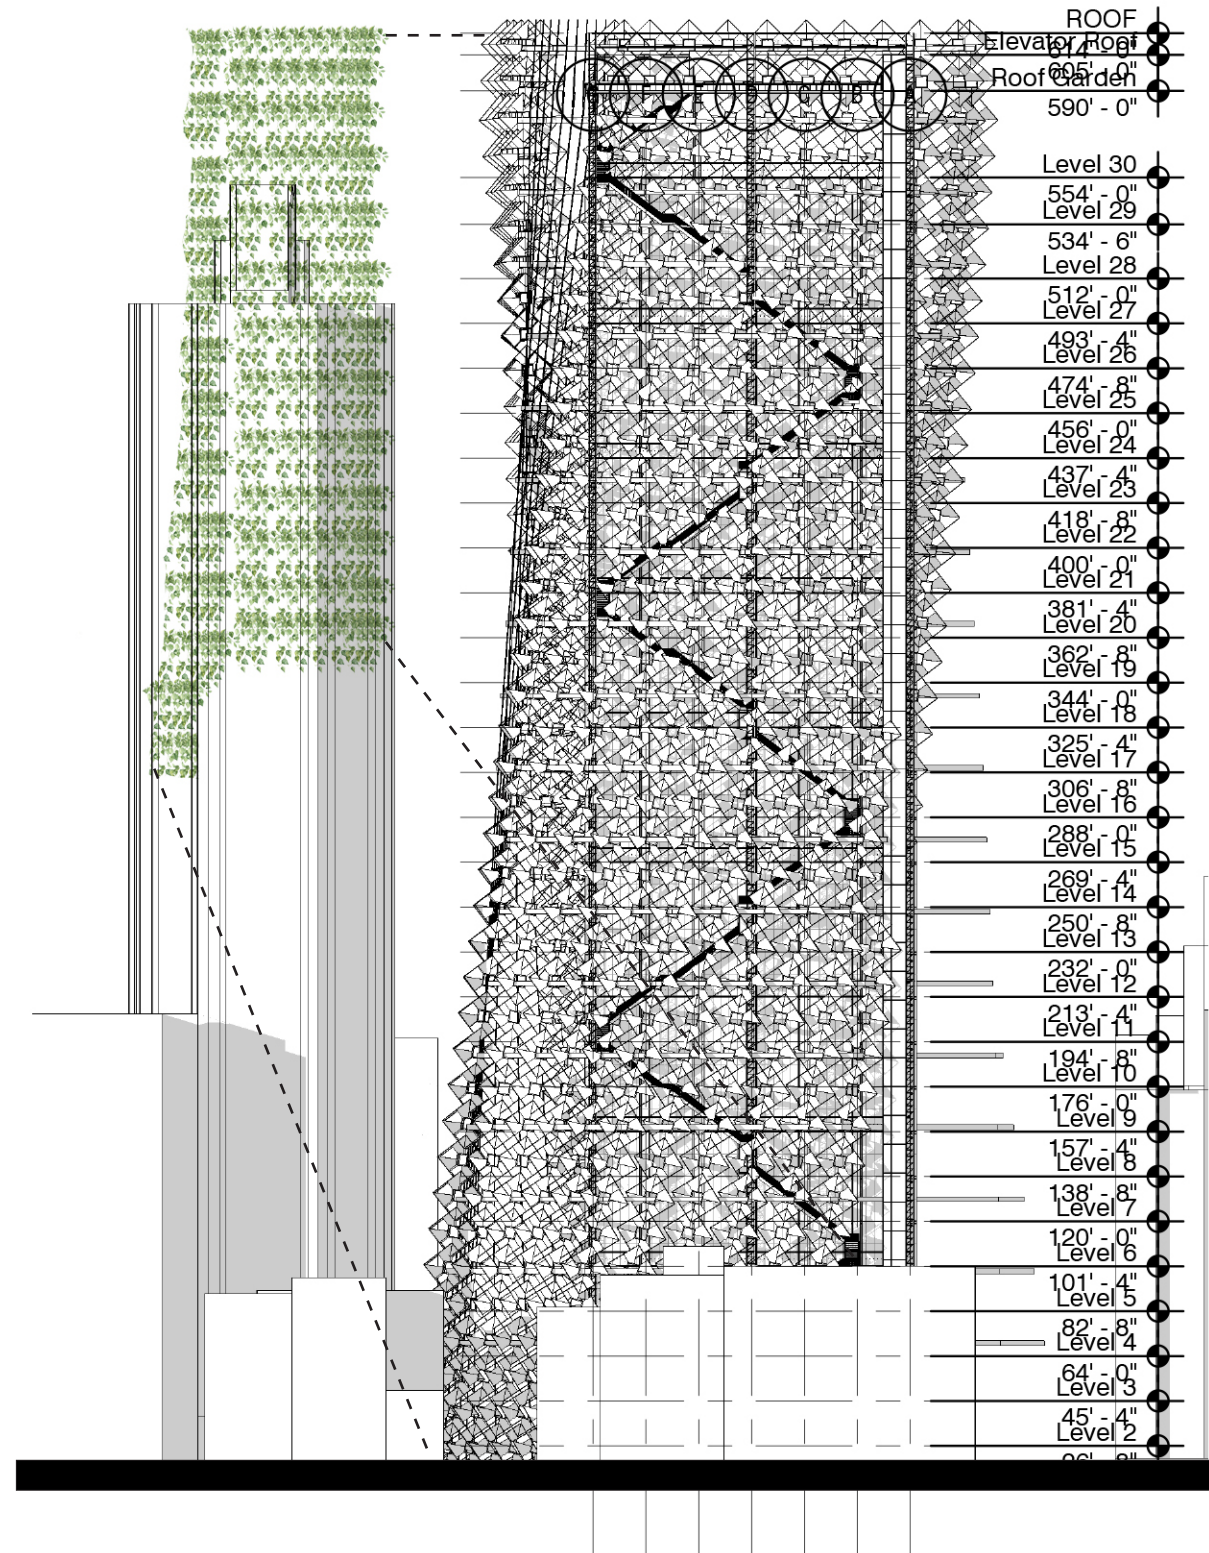 ROOF
Elevator Roof
614' - 0"
605' - 0"
Roof Garden
590' - 0"
D
C
B
Level 30
554' - 0"
Level 29
534' - 6"
Level 28
512' - 0"
Level 27
493' - 4"
Level 26
474' - 8"
Level 25
456' - 0"
Level 24
437' - 4"
Level 23
418' - 8"
Level 22
400' - 0"
Level 21
381' - 4"
Level 20
362' - 8"
Level 19
344' - 0"
Level 18
325' - 4"
Level 17
306' - 8"
Level 16
288' - 0"
Level 15
269' - 4"
Level 14
250' - 8"
Level 13
232' - 0"
Level 12
213' - 4"
Level 11
194' - 8"
Level 10
176' - 0"
Level 9
157' - 4"
Level 8
138' - 8"
Level 7
120' - 0"
Level 6
101' - 4"
Level 5
82' - 8"
Level 4
64' - 0"
Level 3
45' - 4"
Level 2